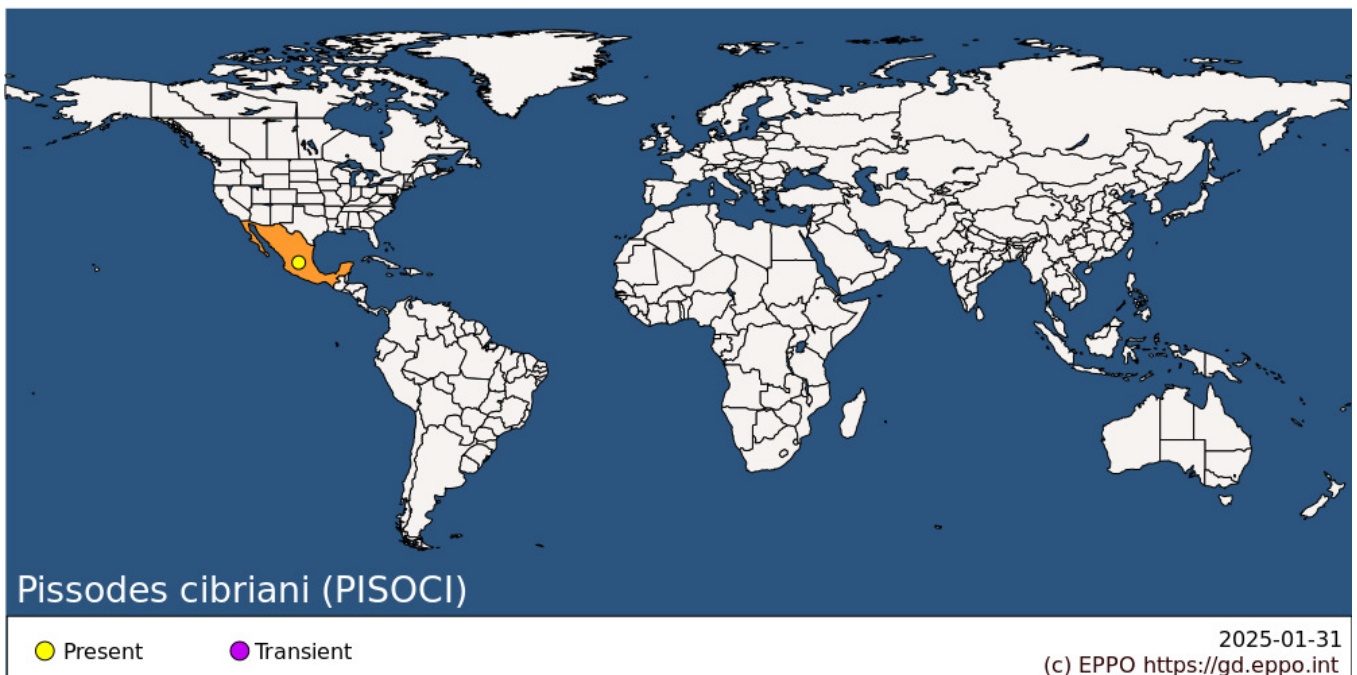 Pissodes cibriani (PISOCI)
Present
Transient
2025-01-31
(c) EPPO https://gd.eppo.int